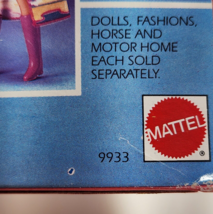 DOLLS, FASHIONS,
HORSE AND
MOTOR HOME
EACH SOLD
SEPARATELY.
MATTEL
®
9933